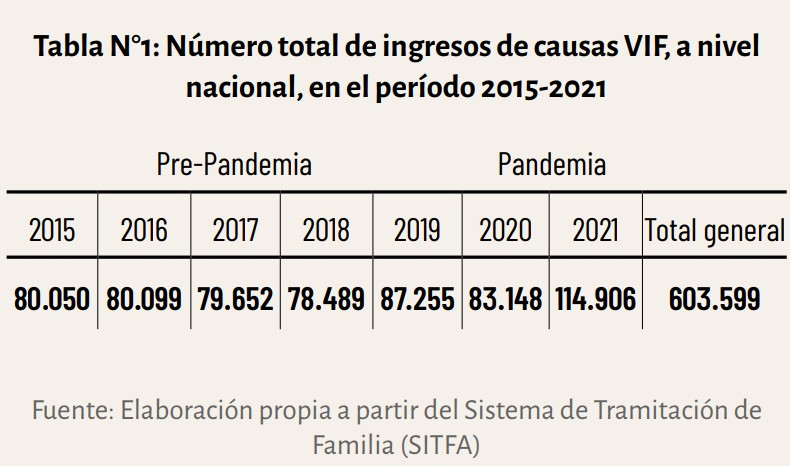 Tabla N°1: Número total de ingresos de causas VIF, a nivel
nacional, en el período 2015-2021
Pre-Pandemia Pandemia
2015 2016 2017 2018 2019 2020 2021 Total general
80.050 80.099 79.652 78.489 87.255 83.148 114.906 603.599
Fuente: Elaboración propia a partir del Sistema de Tramitación de
Familia (SITFA)